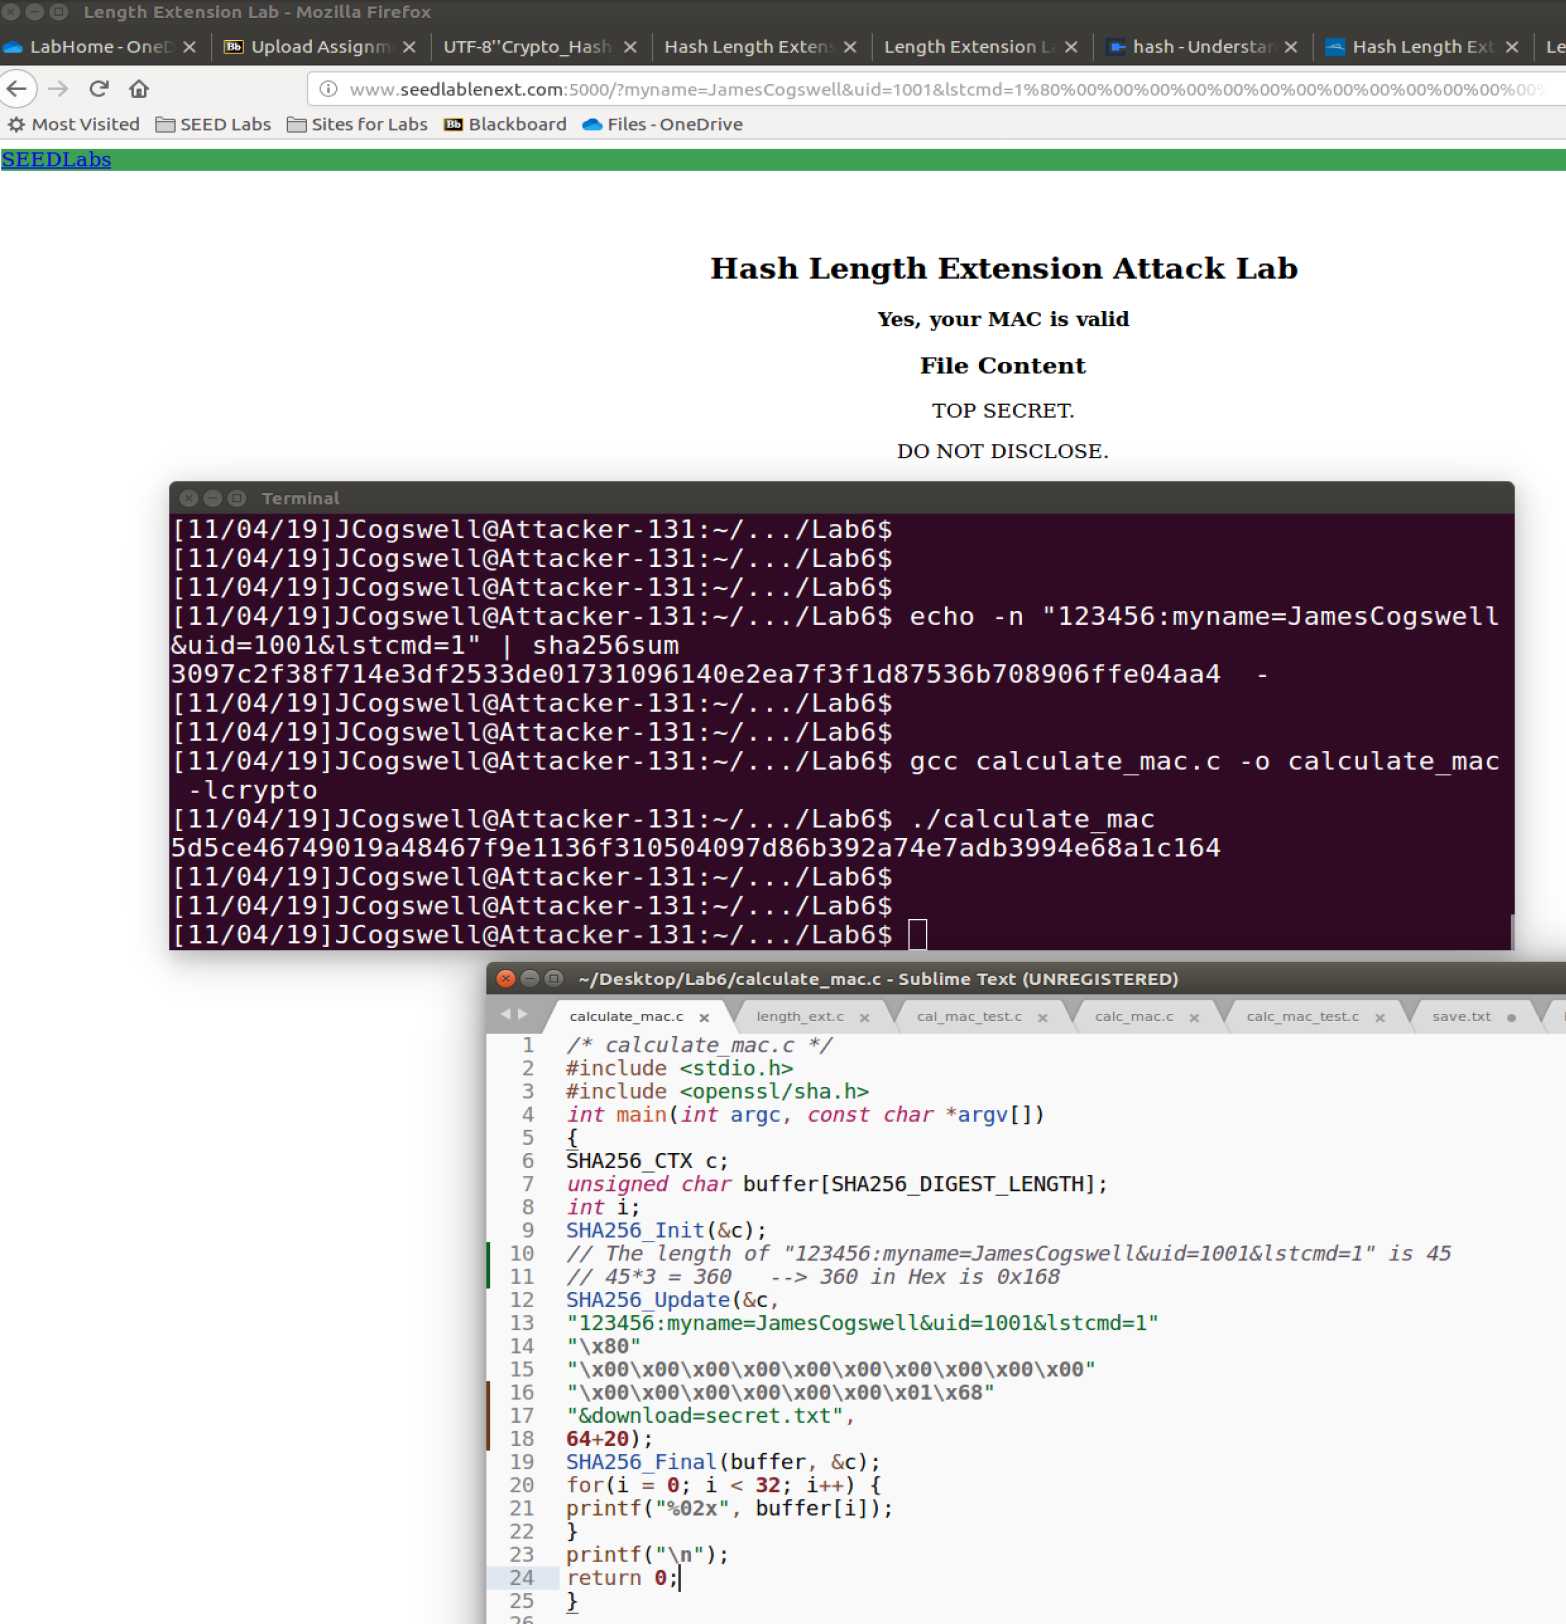 Length Extension Lab - Mozilla Firefox
LabHome - OneD
Bb Upload Assignm
UTF-8''Crypto_Hash
Hash Length Extens
Length Extension L
hash - Understan
Hash Length Ext
Le
www.seedlablenext.com:5000/?myname=JamesCogswell&uid=1001&lstcmd=1%80%00%00%00%00%00%00%00%00%00%00%00%00
Most Visited SEED Labs Sites for Labs Bb Blackboard Files - OneDrive
SEEDLabs
Hash Length Extension Attack Lab
Yes, your MAC is valid
File Content
TOP SECRET.
DO NOT DISCLOSE.
Terminal
[11/04/19]JCogswell@Attacker-131:~/.../Lab6$
[11/04/19]JCogswell@Attacker-131:~/.../Lab6$
[11/04/19]JCogswell@Attacker-131:~/.../Lab6$
[11/04/19]JCogswell@Attacker-131:~/.../Lab6$ echo -n "123456:myname=JamesCogswell
&uid=1001&lstcmd=1" | sha256sum
3097c2f38f714e3df2533de01731096140e2ea7f3f1d87536b708906ffe04aa4  -
[11/04/19]JCogswell@Attacker-131:~/.../Lab6$
[11/04/19]JCogswell@Attacker-131:~/.../Lab6$
[11/04/19]JCogswell@Attacker-131:~/.../Lab6$ gcc calculate_mac.c -o calculate_mac
 -lcrypto
[11/04/19]JCogswell@Attacker-131:~/.../Lab6$ ./calculate_mac
5d5ce46749019a48467f9e1136f310504097d86b392a74e7adb3994e68a1c164
[11/04/19]JCogswell@Attacker-131:~/.../Lab6$
[11/04/19]JCogswell@Attacker-131:~/.../Lab6$
[11/04/19]JCogswell@Attacker-131:~/.../Lab6$
~/Desktop/Lab6/calculate_mac.c - Sublime Text (UNREGISTERED)
calculate_mac.c length_ext.c cal_mac_test.c calc_mac.c calc_mac_test.c save.txt
1 /* calculate_mac.c */
2 #include <stdio.h>
3 #include <openssl/sha.h>
4 int main(int argc, const char *argv[])
5 {
6 SHA256_CTX c;
7 unsigned char buffer[SHA256_DIGEST_LENGTH];
8 int i;
9 SHA256_Init(&c);
10 // The length of "123456:myname=JamesCogswell&uid=1001&lstcmd=1" is 45
11 // 45*3 = 360   --> 360 in Hex is 0x168
12 SHA256_Update(&c,
13 "123456:myname=JamesCogswell&uid=1001&lstcmd=1"
14 "\x80"
15 "\x00\x00\x00\x00\x00\x00\x00\x00\x00\x00"
16 "\x00\x00\x00\x00\x00\x00\x01\x68"
17 "&download=secret.txt",
18 64+20);
19 SHA256_Final(buffer, &c);
20 for(i = 0; i < 32; i++) {
21 printf("%02x", buffer[i]);
22 }
23 printf("\n");
24 return 0;
25 }
26